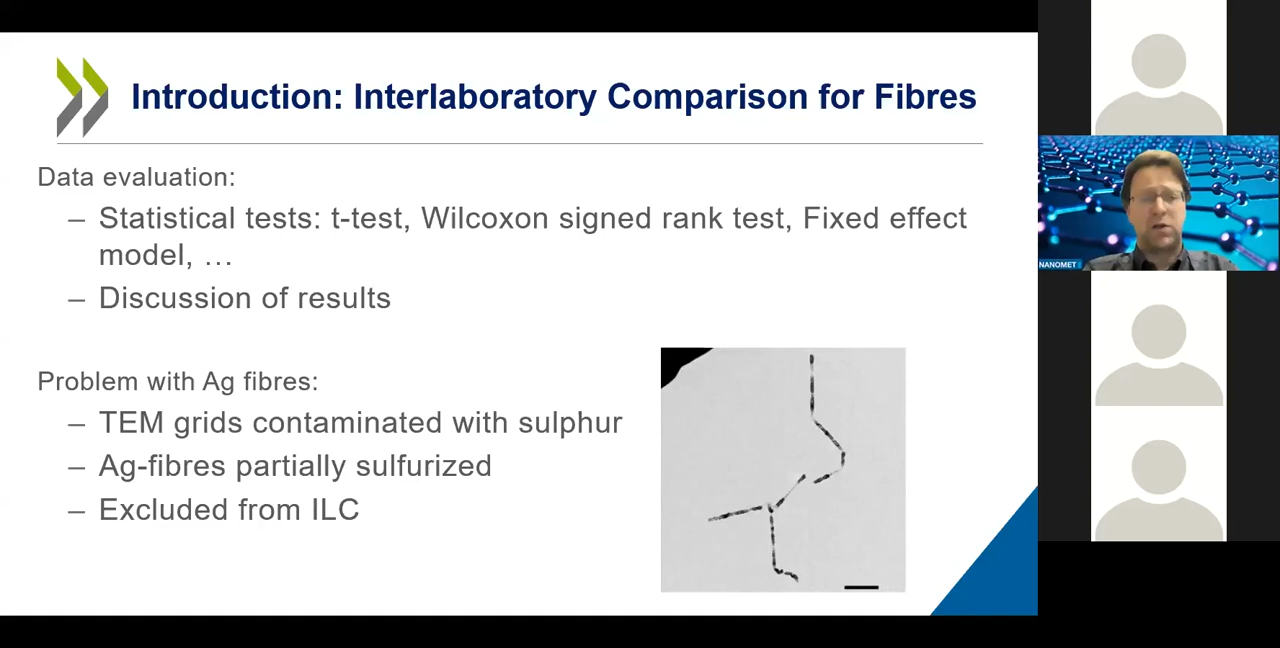 Introduction: Interlaboratory Comparison for Fibres
Data evaluation:
– Statistical tests: t-test, Wilcoxon signed rank test, Fixed effect
model, …
– Discussion of results
Problem with Ag fibres:
– TEM grids contaminated with sulphur
– Ag-fibres partially sulfurized
– Excluded from ILC
NANOMET